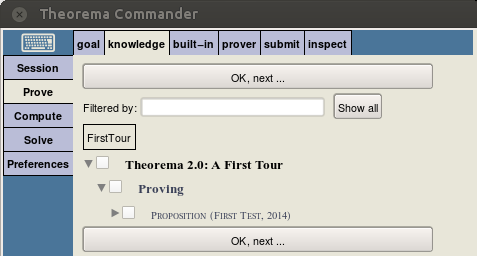 Theorema Commander
goal knowledge built-in prover submit inspect
Session
Prove
Compute
Solve
Preferences
OK, next ...
Filtered by: Show all
FirstTour
Theorema 2.0: A First Tour
Proving
Proposition (First Test, 2014)
OK, next ...